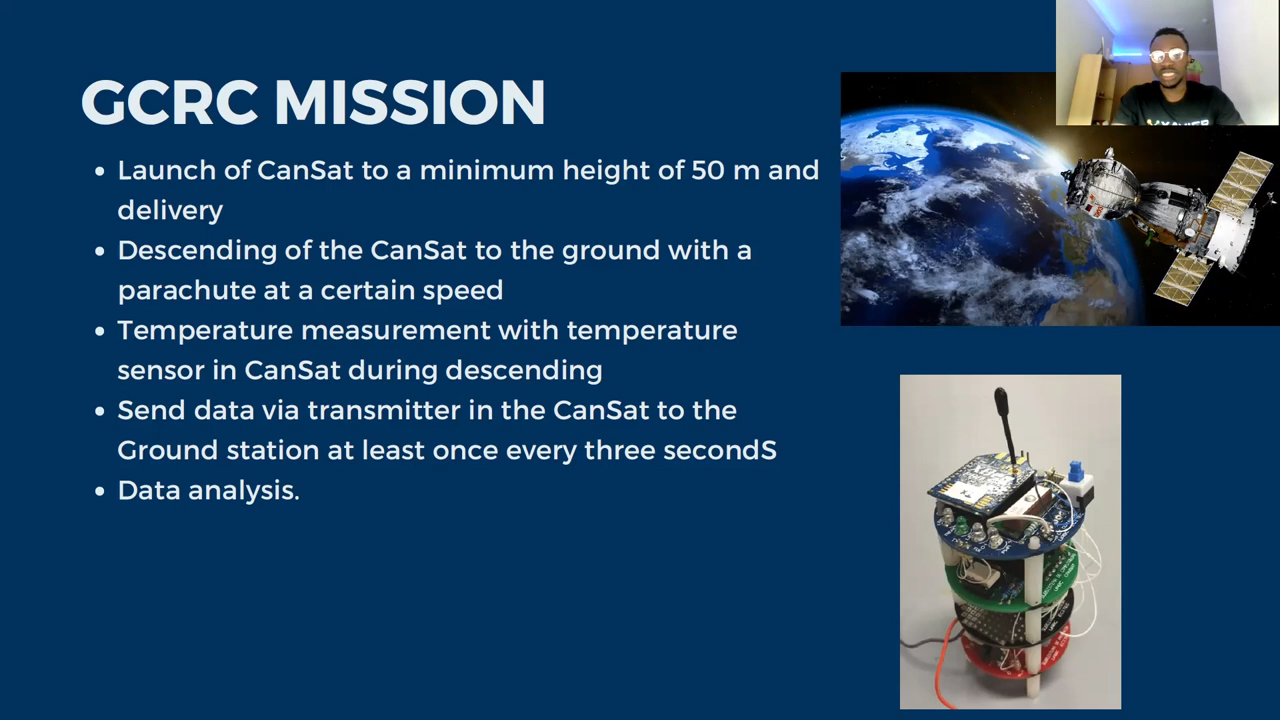 GCRC MISSION
Launch of CanSat to a minimum height of 50 m and
delivery
Descending of the CanSat to the ground with a
parachute at a certain speed
Temperature measurement with temperature
sensor in CanSat during descending
Send data via transmitter in the CanSat to the
Ground station at least once every three secondS
Data analysis.